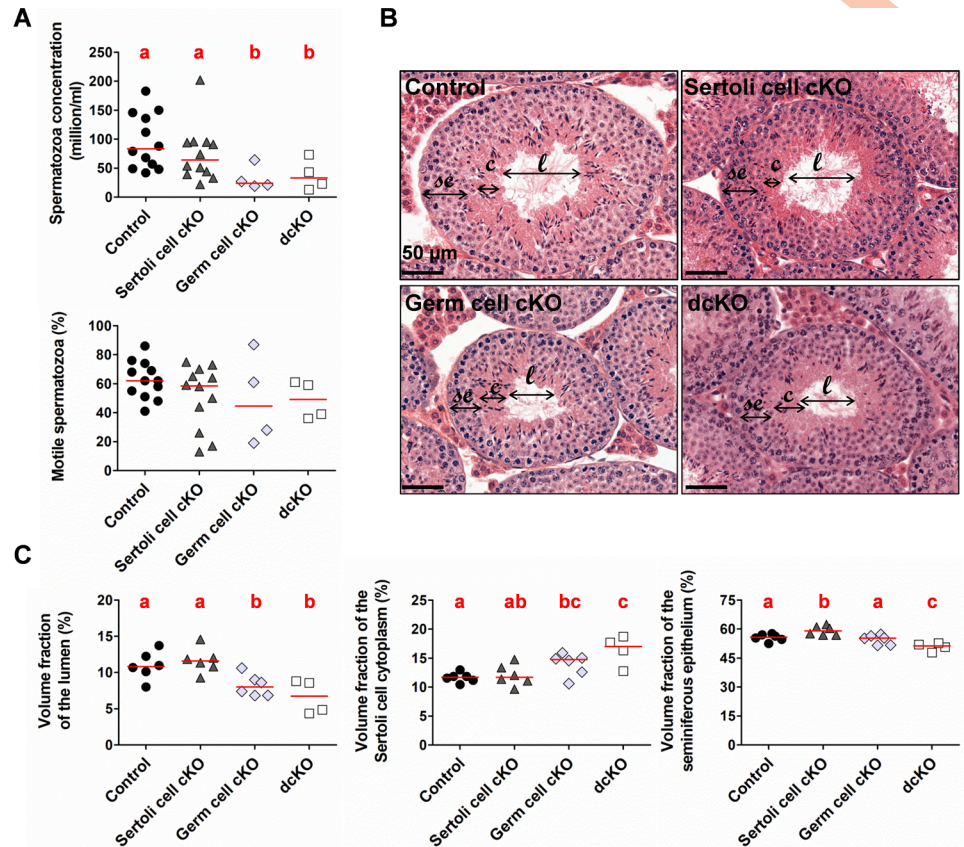 A
Spermatozoa concentration
(million/ml)
250
200
150
100
50
0
a a b b
Control
Sertoli cell cKO
Germ cell cKO
dcKO
Motile spermatozoa (%)
100
80
60
40
20
0
Control
Sertoli cell cKO
Germ cell cKO
dcKO
B
Control
se c l
50 µm
Sertoli cell cKO
se c l
Germ cell cKO
se c l
dcKO
se c l
C
Volume fraction
of the lumen (%)
20
15
10
5
0
a a b b
Control
Sertoli cell cKO
Germ cell cKO
dcKO
Volume fraction of the
Sertoli cell cytoplasm (%)
25
20
15
10
5
0
a ab bc c
Control
Sertoli cell cKO
Germ cell cKO
dcKO
Volume fraction of the
seminiferous epithelium (%)
75
60
45
30
15
0
a b a c
Control
Sertoli cell cKO
Germ cell cKO
dcKO